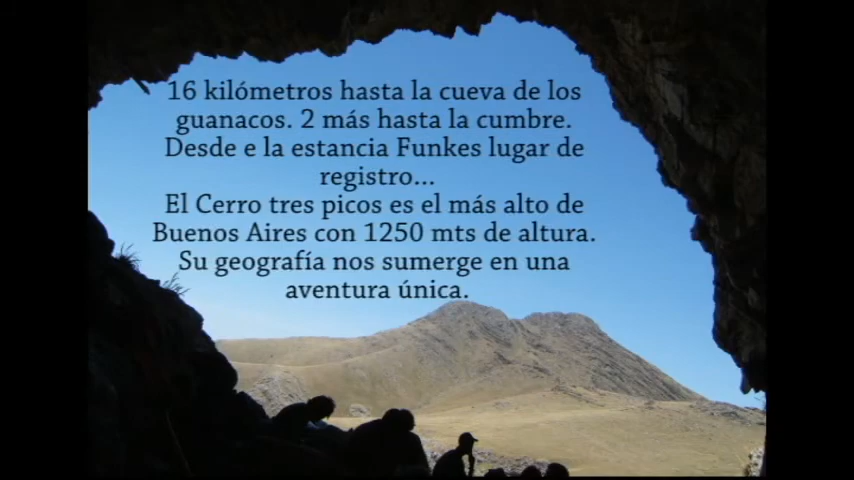 16 kilómetros hasta la cueva de los
guanacos. 2 más hasta la cumbre.
Desde e la estancia Funkes lugar de
registro...
El Cerro tres picos es el más alto de
Buenos Aires con 1250 mts de altura.
Su geografía nos sumerge en una
aventura única.